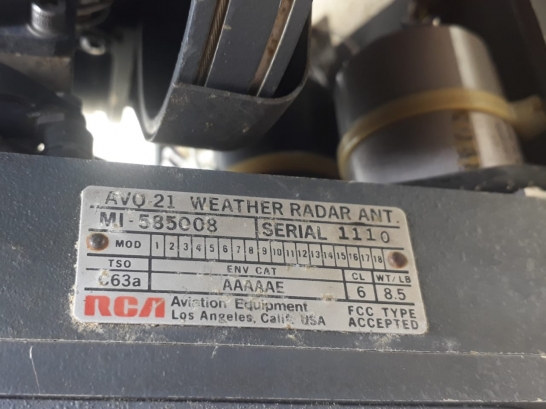 AVQ-21 WEATHER RADAR ANT.
MI-585008 SERIAL 1110
MOD 1 2 3 4 5 6 7 8 9 10 11 12 13 14 15 16 17 18
TSO ENV CAT CL WT/LB
C63a AAAAAE 6 8.5
RCA Aviation Equipment
Los Angeles, Calif. USA
FCC TYPE
ACCEPTED